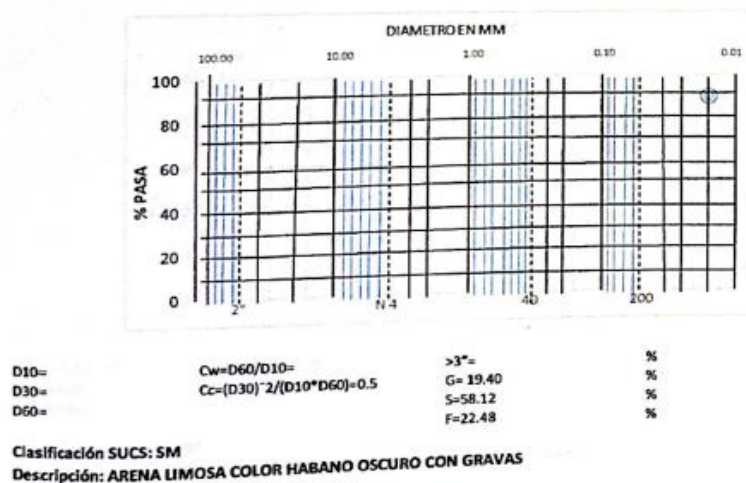 DIAMETRO EN MM
100.00 10.00 1.00 0.10 0.01
% PASA
100
80
60
40
20
0
2" N-4 40 200
D10=
D30=
D60=
Cw=D60/D10=
Cc=(D30)^2/(D10*D60)=0.5
>3"= %
G= 19.40 %
S=58.12 %
F=22.48 %
Clasificación SUCS: SM
Descripción: ARENA LIMOSA COLOR HABANO OSCURO CON GRAVAS